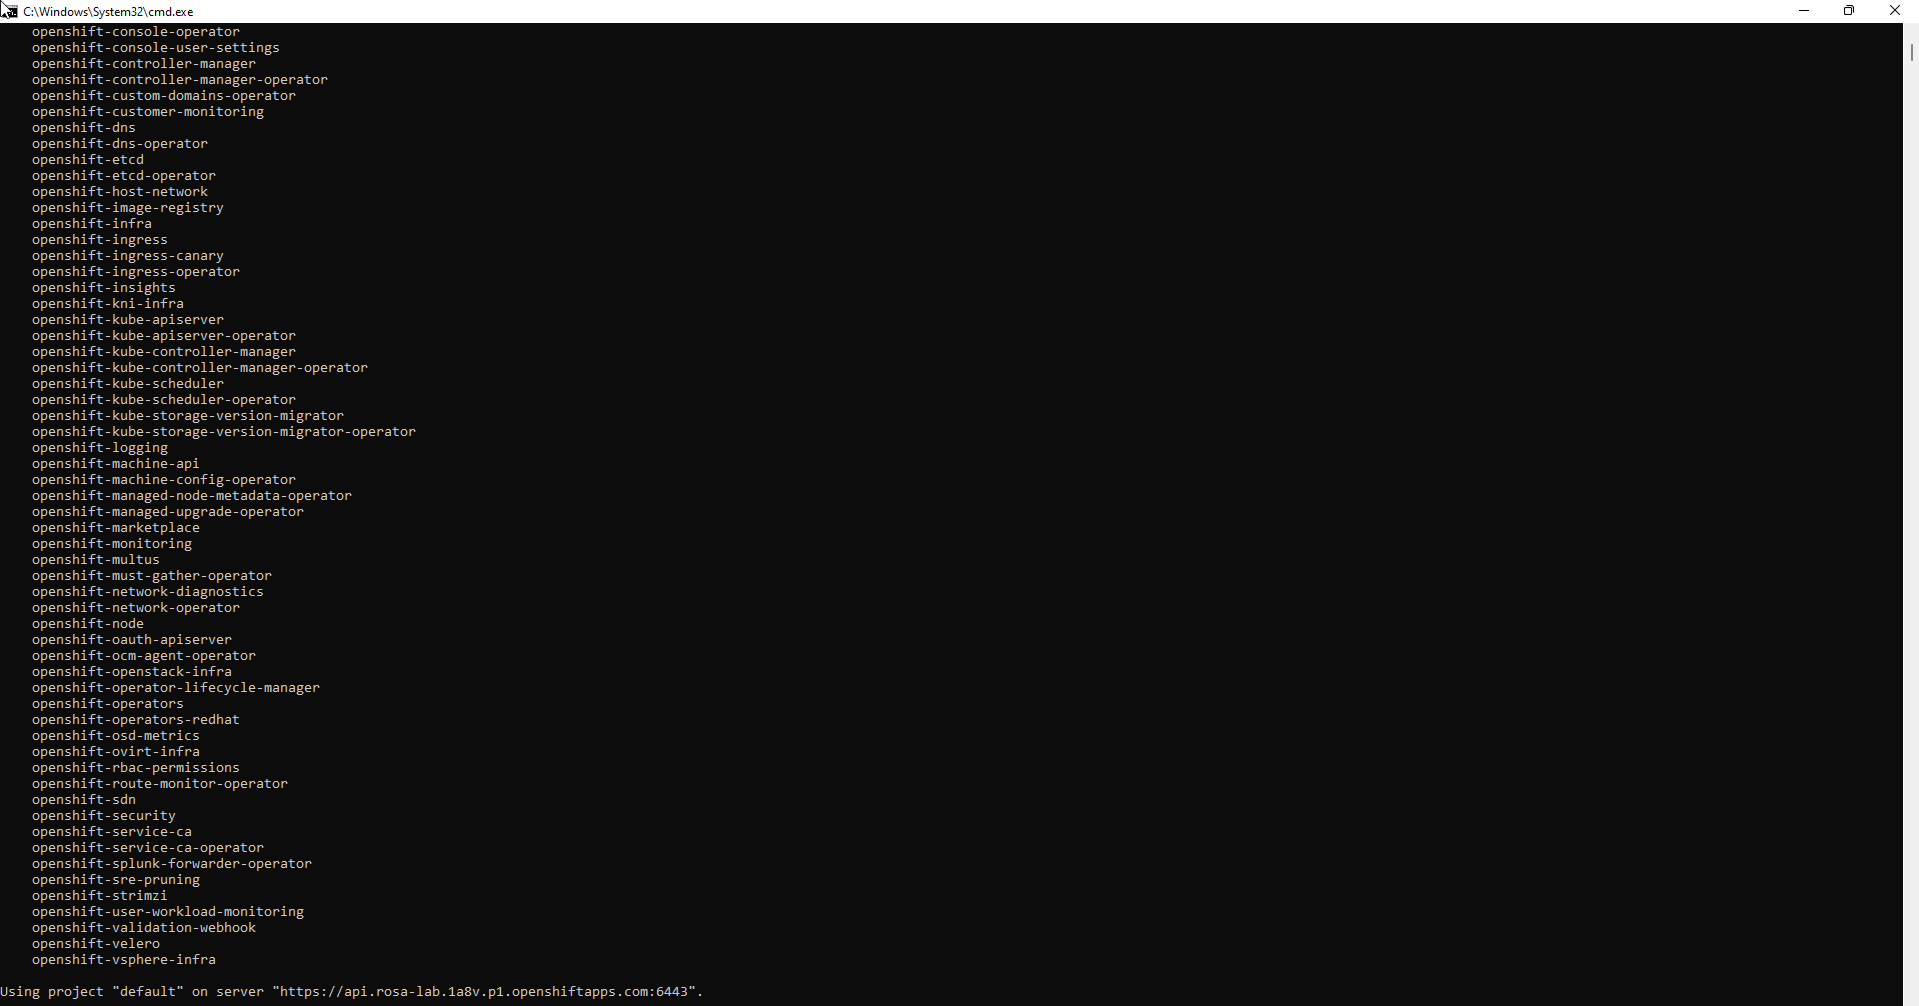 C:\Windows\System32\cmd.exe
openshift-console-operator
openshift-console-user-settings
openshift-controller-manager
openshift-controller-manager-operator
openshift-custom-domains-operator
openshift-customer-monitoring
openshift-dns
openshift-dns-operator
openshift-etcd
openshift-etcd-operator
openshift-host-network
openshift-image-registry
openshift-infra
openshift-ingress
openshift-ingress-canary
openshift-ingress-operator
openshift-insights
openshift-kni-infra
openshift-kube-apiserver
openshift-kube-apiserver-operator
openshift-kube-controller-manager
openshift-kube-controller-manager-operator
openshift-kube-scheduler
openshift-kube-scheduler-operator
openshift-kube-storage-version-migrator
openshift-kube-storage-version-migrator-operator
openshift-logging
openshift-machine-api
openshift-machine-config-operator
openshift-managed-node-metadata-operator
openshift-managed-upgrade-operator
openshift-marketplace
openshift-monitoring
openshift-multus
openshift-must-gather-operator
openshift-network-diagnostics
openshift-network-operator
openshift-node
openshift-oauth-apiserver
openshift-ocm-agent-operator
openshift-openstack-infra
openshift-operator-lifecycle-manager
openshift-operators
openshift-operators-redhat
openshift-osd-metrics
openshift-ovirt-infra
openshift-rbac-permissions
openshift-route-monitor-operator
openshift-sdn
openshift-security
openshift-service-ca
openshift-service-ca-operator
openshift-splunk-forwarder-operator
openshift-sre-pruning
openshift-strimzi
openshift-user-workload-monitoring
openshift-validation-webhook
openshift-velero
openshift-vsphere-infra
Using project "default" on server "https://api.rosa-lab.1a8v.p1.openshiftapps.com:6443".